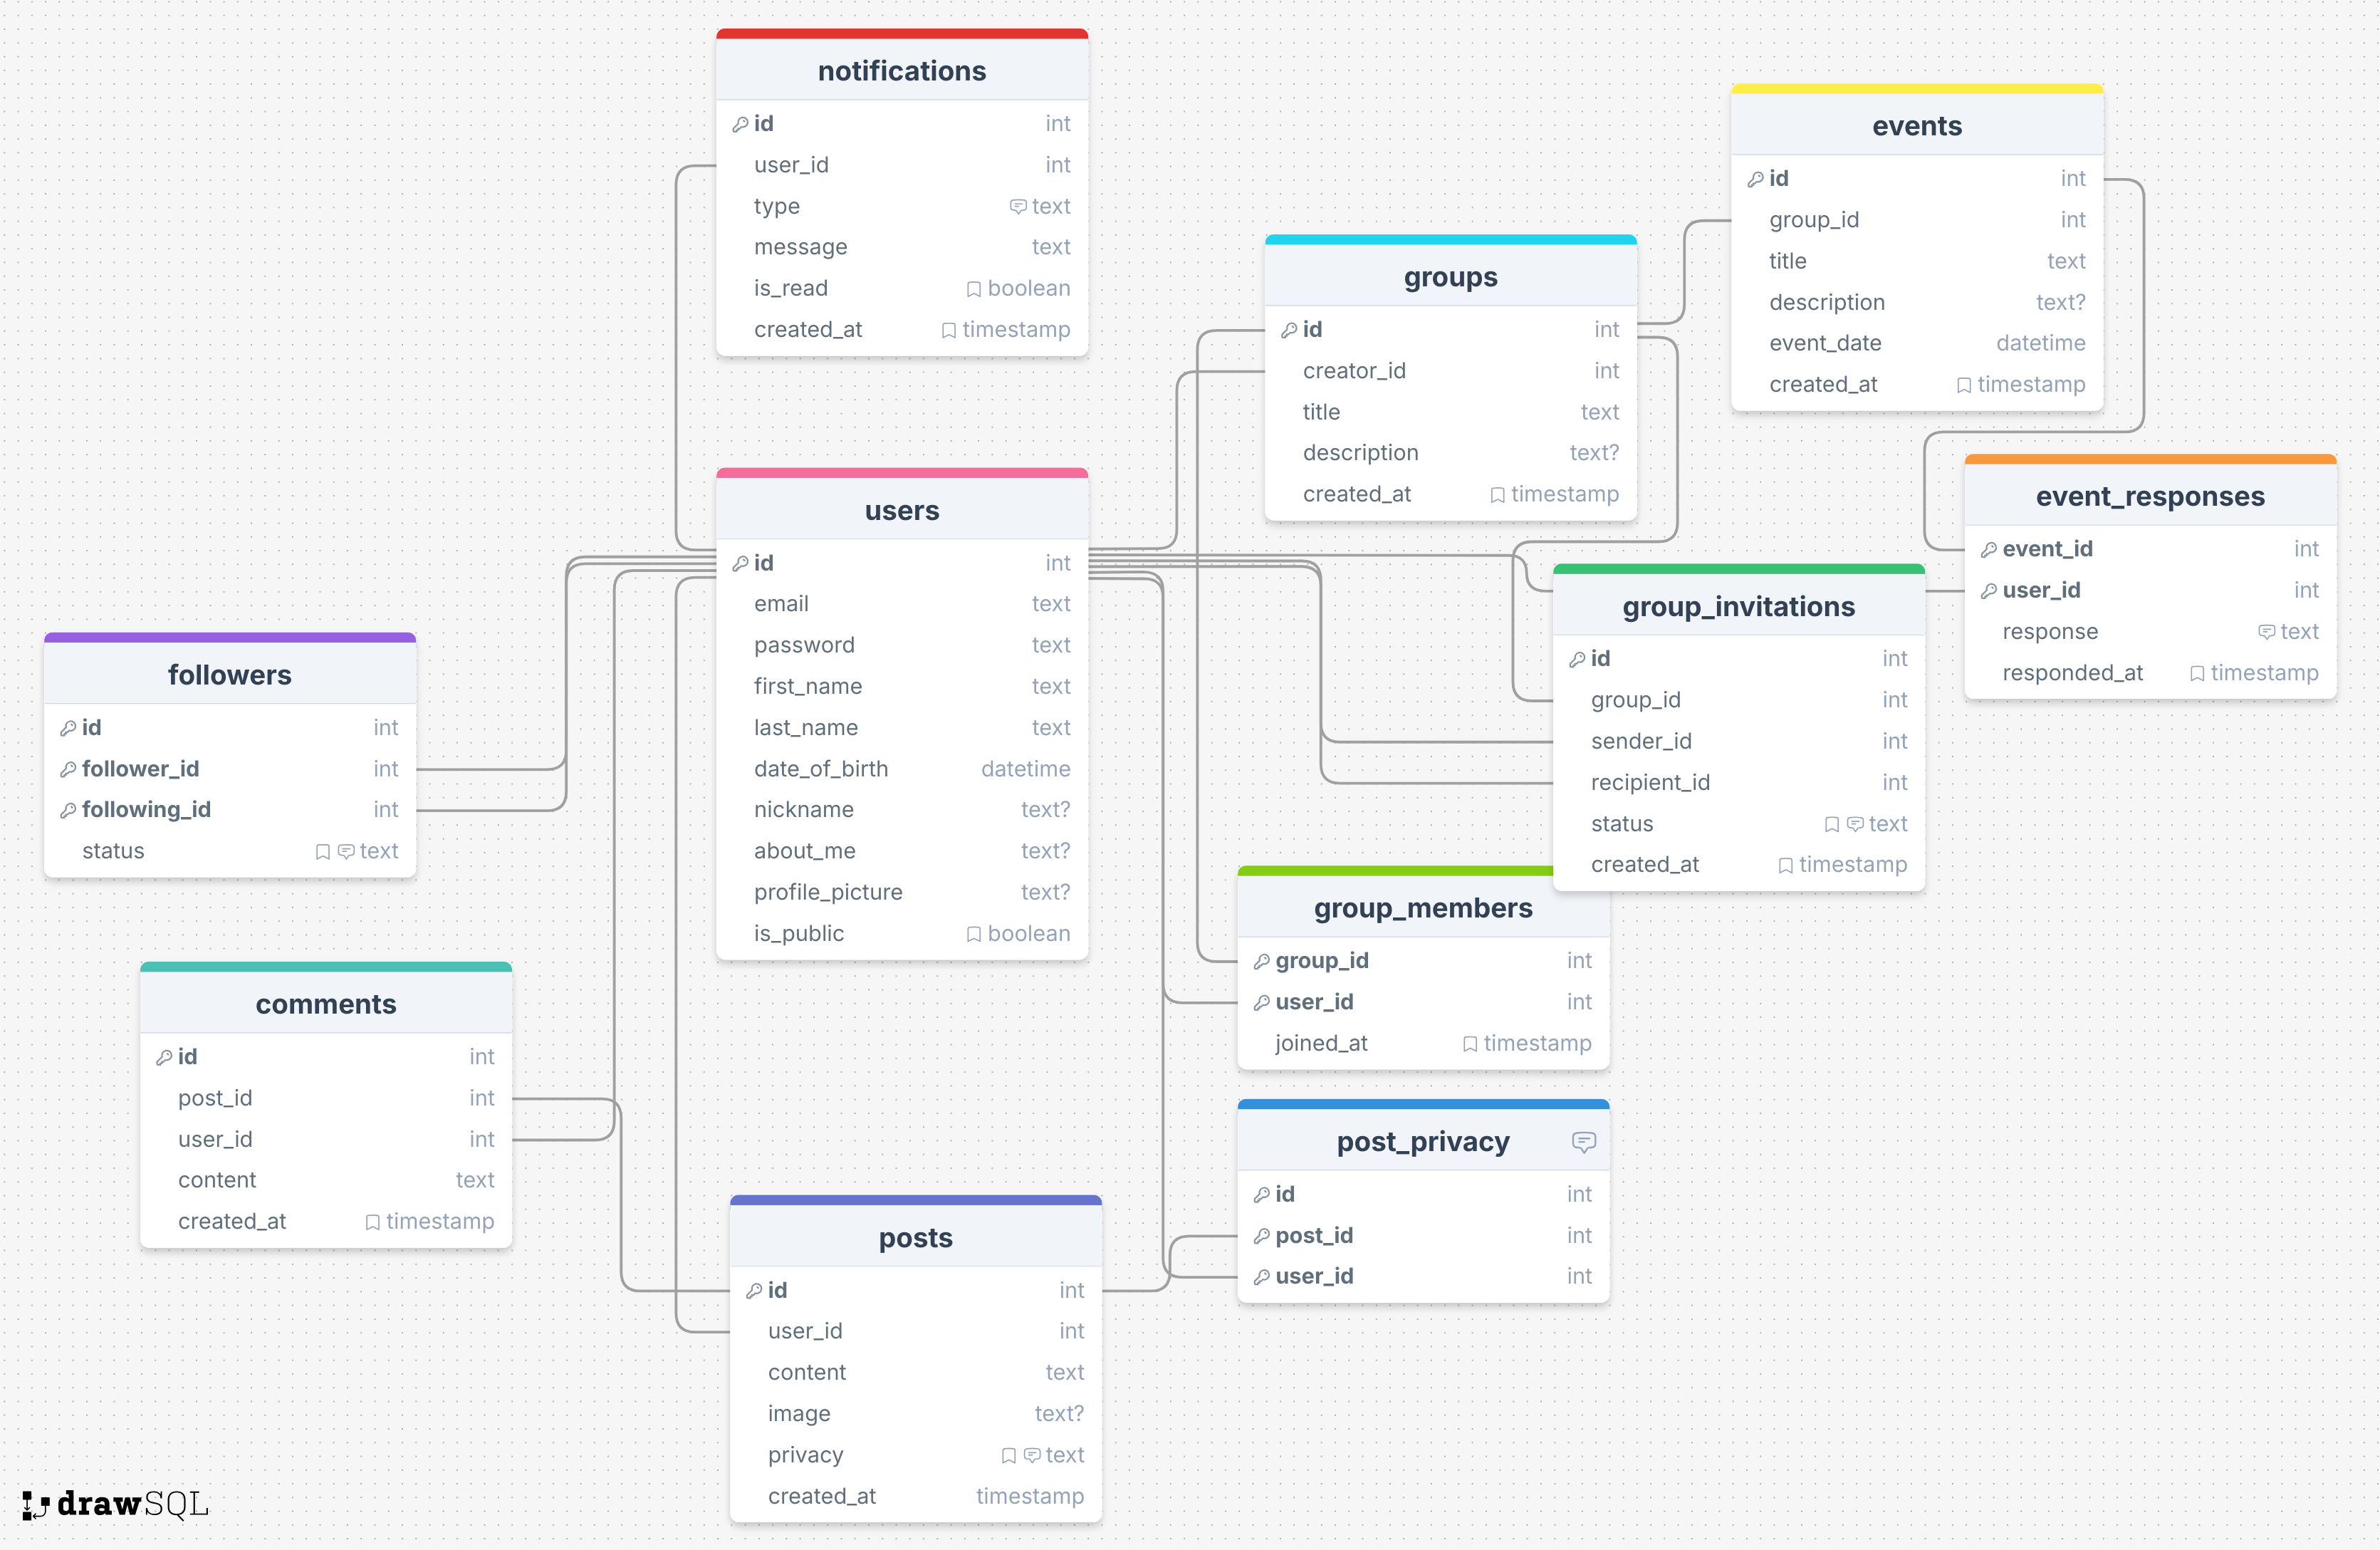 notifications
id int
user_id int
type text
message text
is_read boolean
created_at timestamp
events
id int
group_id int
title text
description text?
event_date datetime
created_at timestamp
groups
id int
creator_id int
title text
description text?
created_at timestamp
users
id int
email text
password text
first_name text
last_name text
date_of_birth datetime
nickname text?
about_me text?
profile_picture text?
is_public boolean
event_responses
event_id int
user_id int
response text
responded_at timestamp
group_invitations
id int
group_id int
sender_id int
recipient_id int
status text
created_at timestamp
followers
id int
follower_id int
following_id int
status text
group_members
group_id int
user_id int
joined_at timestamp
comments
id int
post_id int
user_id int
content text
created_at timestamp
post_privacy
id int
post_id int
user_id int
posts
id int
user_id int
content text
image text?
privacy text
created_at timestamp
drawSQL